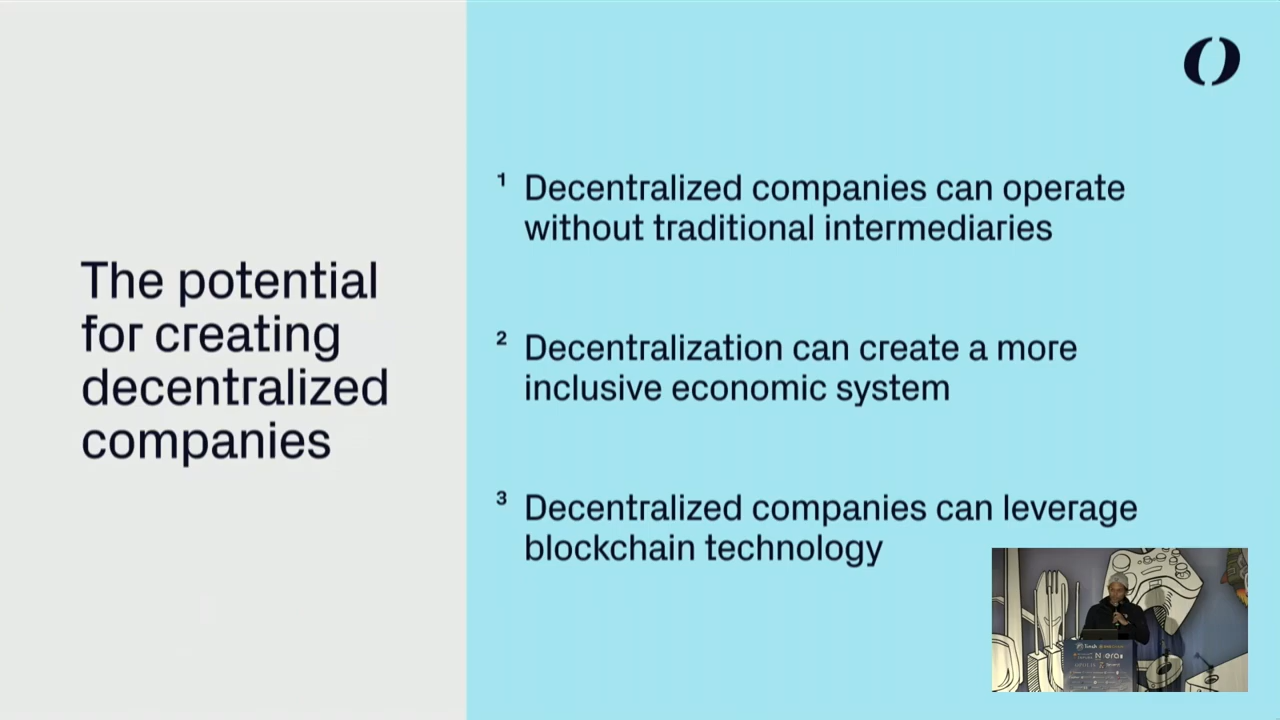 The potential
for creating
decentralized
companies
1 Decentralized companies can operate
without traditional intermediaries
2 Decentralization can create a more
inclusive economic system
3 Decentralized companies can leverage
blockchain technology